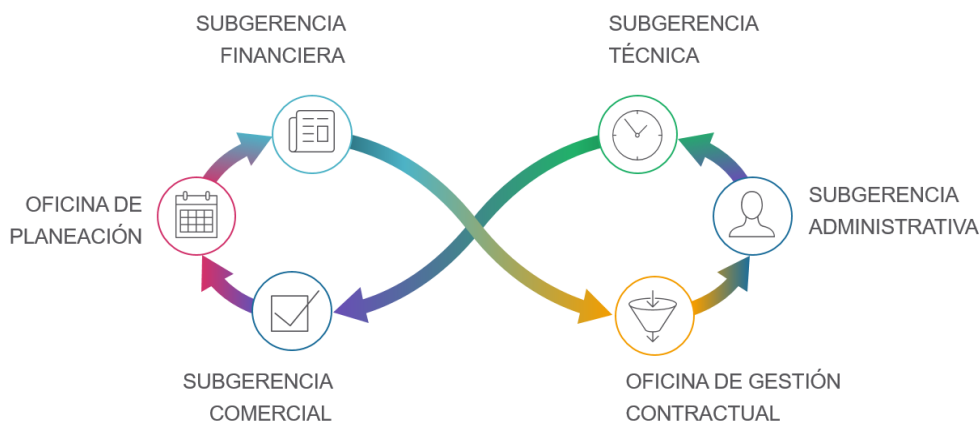 SUBGERENCIA
FINANCIERA
SUBGERENCIA
TÉCNICA
OFICINA DE
PLANEACIÓN
SUBGERENCIA
ADMINISTRATIVA
SUBGERENCIA
COMERCIAL
OFICINA DE GESTIÓN
CONTRACTUAL